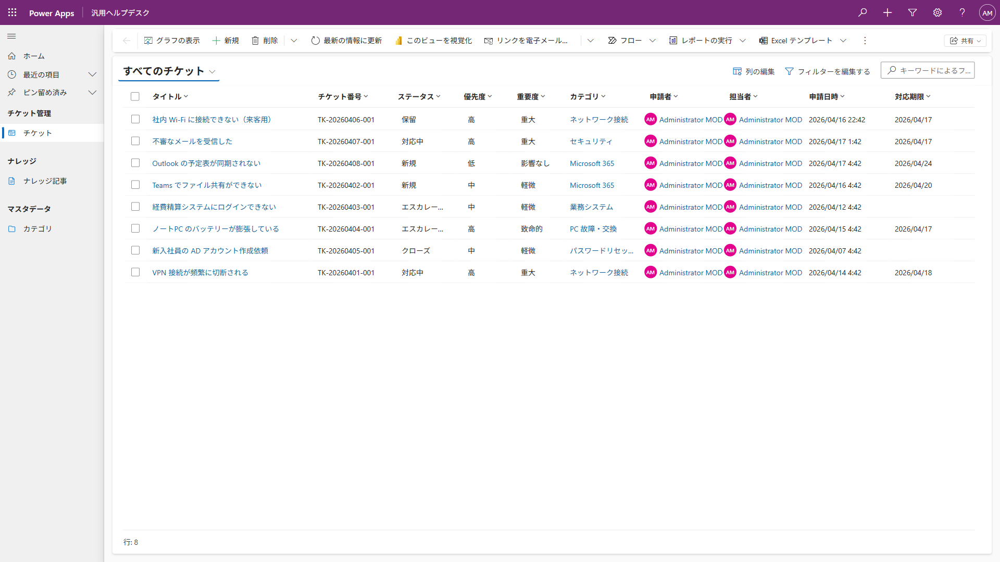 Power Apps 汎用ヘルプデスク AM
グラフの表示 新規 削除 最新の情報に更新 このビューを視覚化 リンクを電子メール... フロー レポートの実行 Excel テンプレート 共有
ホーム
最近の項目
ピン留め済み
チケット管理
チケット
ナレッジ
ナレッジ記事
マスタデータ
カテゴリ
すべてのチケット 列の編集 フィルターを編集する キーワードによるフ...
タイトル チケット番号 ステータス 優先度 重要度 カテゴリ 申請者 担当者 申請日時 対応期限
社内 Wi-Fi に接続できない（来客用） TK-20260406-001 保留 高 重大 ネットワーク接続 AM Administrator MOD AM Administrator MOD 2026/04/16 22:42 2026/04/17
不審なメールを受信した TK-20260407-001 対応中 高 重大 セキュリティ AM Administrator MOD AM Administrator MOD 2026/04/17 1:42 2026/04/17
Outlook の予定表が同期されない TK-20260408-001 新規 低 影響なし Microsoft 365 AM Administrator MOD AM Administrator MOD 2026/04/17 4:42 2026/04/24
Teams でファイル共有ができない TK-20260402-001 新規 中 軽微 Microsoft 365 AM Administrator MOD AM Administrator MOD 2026/04/16 4:42 2026/04/20
経費精算システムにログインできない TK-20260403-001 エスカレー... 中 軽微 業務システム AM Administrator MOD AM Administrator MOD 2026/04/12 4:42
ノートPC のバッテリーが膨張している TK-20260404-001 エスカレー... 高 致命的 PC 故障・交換 AM Administrator MOD AM Administrator MOD 2026/04/15 4:42 2026/04/17
新入社員の AD アカウント作成依頼 TK-20260405-001 クローズ 中 軽微 パスワードリセッ... AM Administrator MOD AM Administrator MOD 2026/04/07 4:42
VPN 接続が頻繁に切断される TK-20260401-001 対応中 高 重大 ネットワーク接続 AM Administrator MOD AM Administrator MOD 2026/04/14 4:42 2026/04/18
行: 8